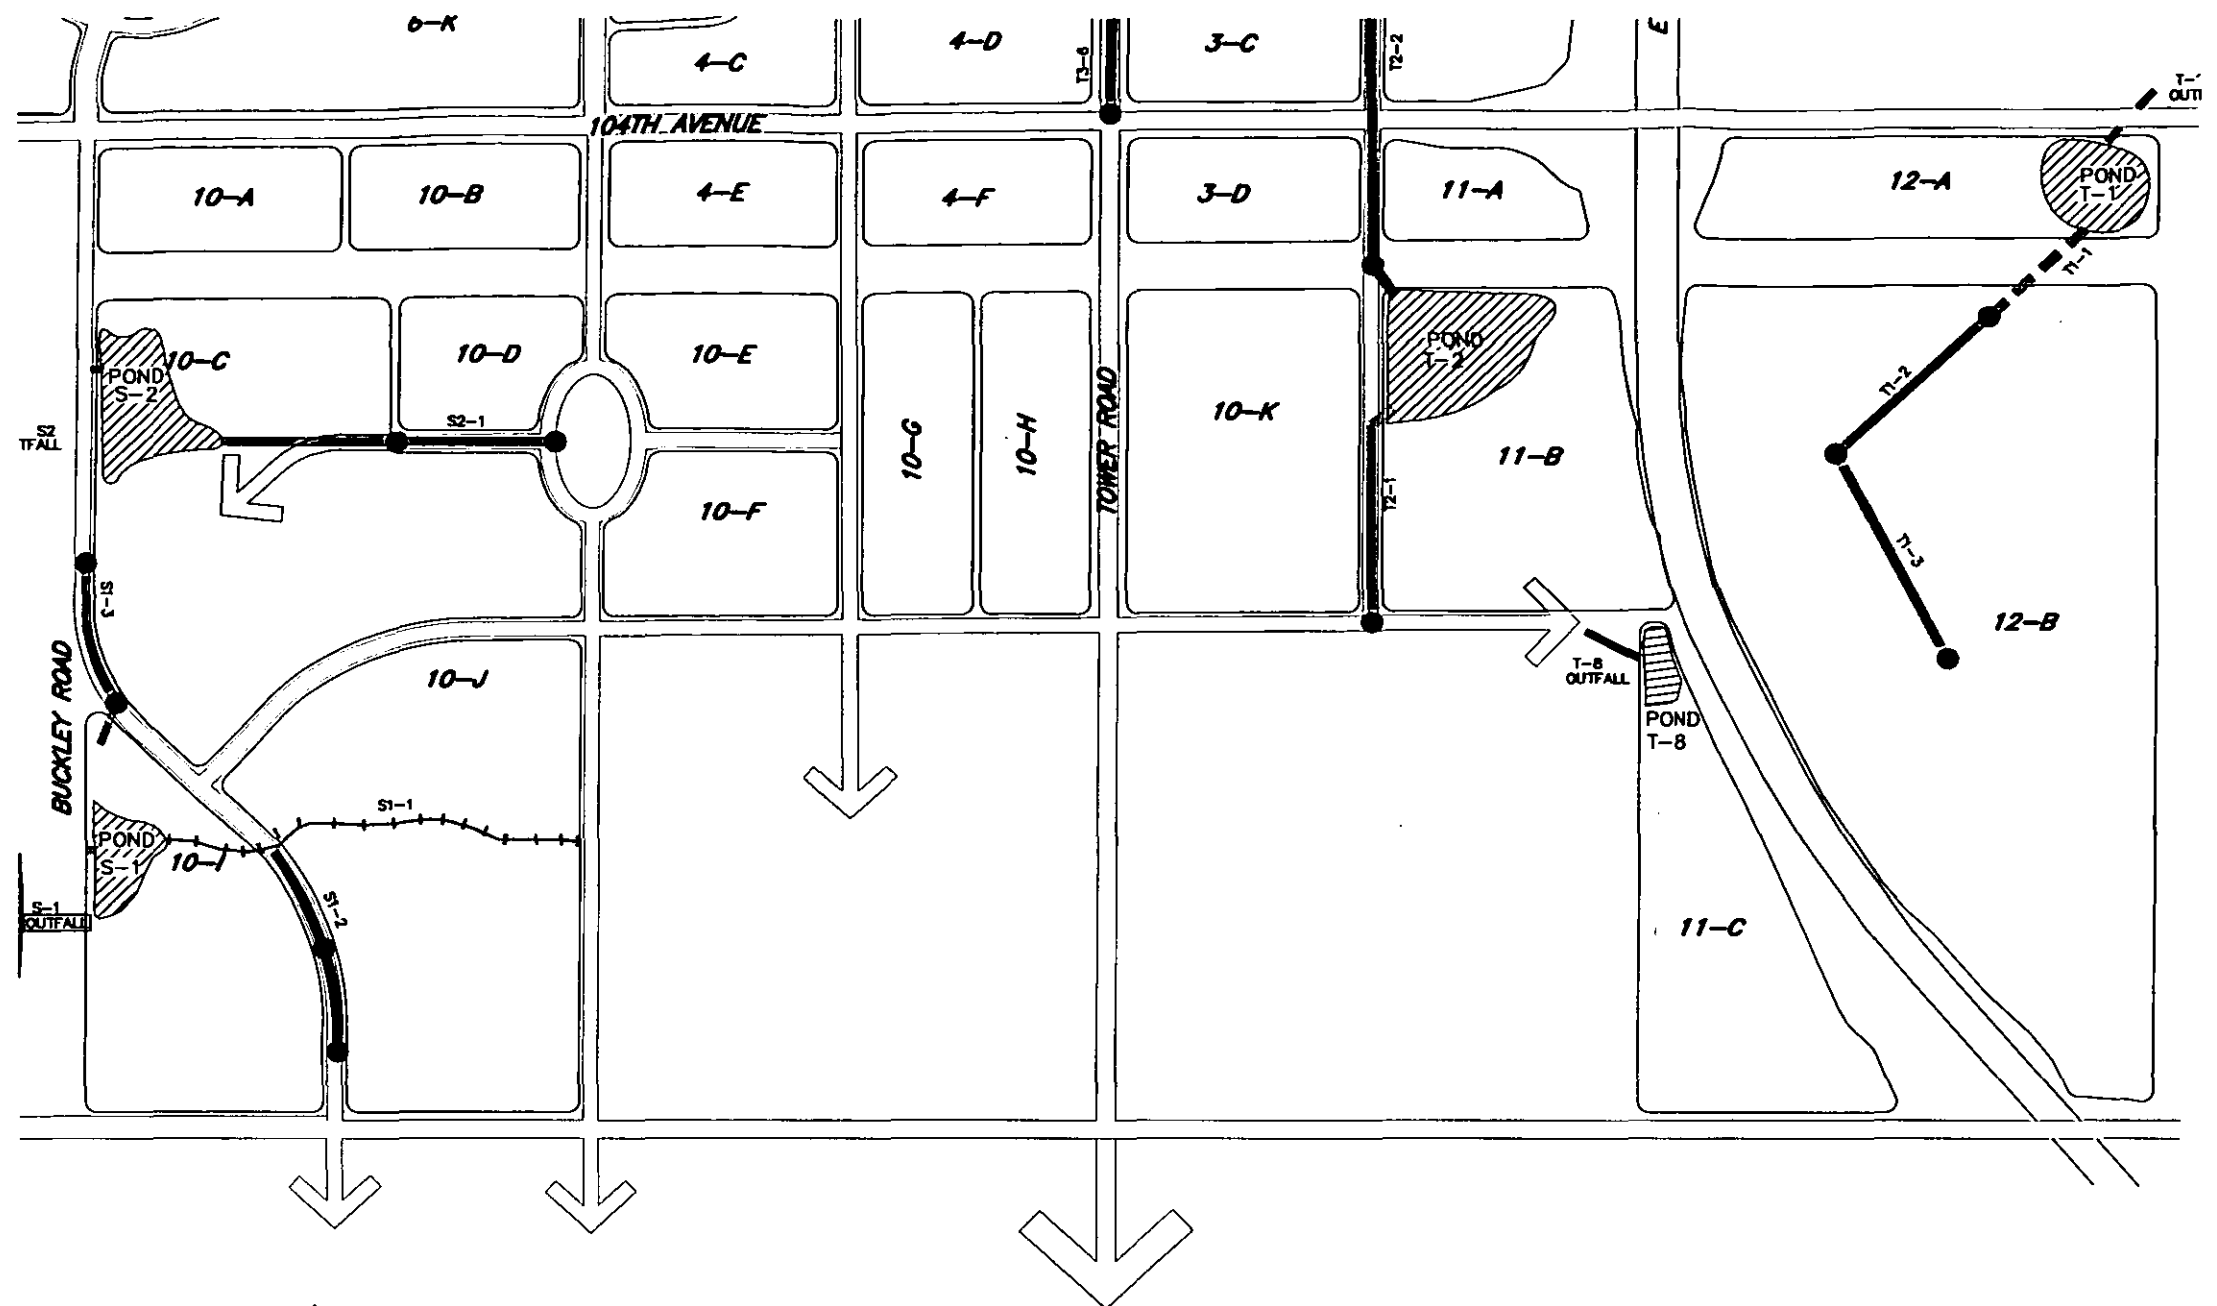 6-K
4-C
4-D
T3-6
3-C
T2-2
E
T-
104TH AVENUE
10-A
10-B
4-E
4-F
3-D
11-A
12-A
POND
T-1
T1-1
10-C
POND
S-2
10-D
10-E
10-G
10-H
TOWER ROAD
10-K
POND
T-2
11-B
T1-2
S2
TFALL
S2-1
10-F
T2-1
T1-3
12-B
S1-3
BUCKLEY ROAD
10-J
T-8
OUTFALL
POND
T-8
S1-1
POND
S-1
10-I
S1-2
S-1
OUTFALL
11-C